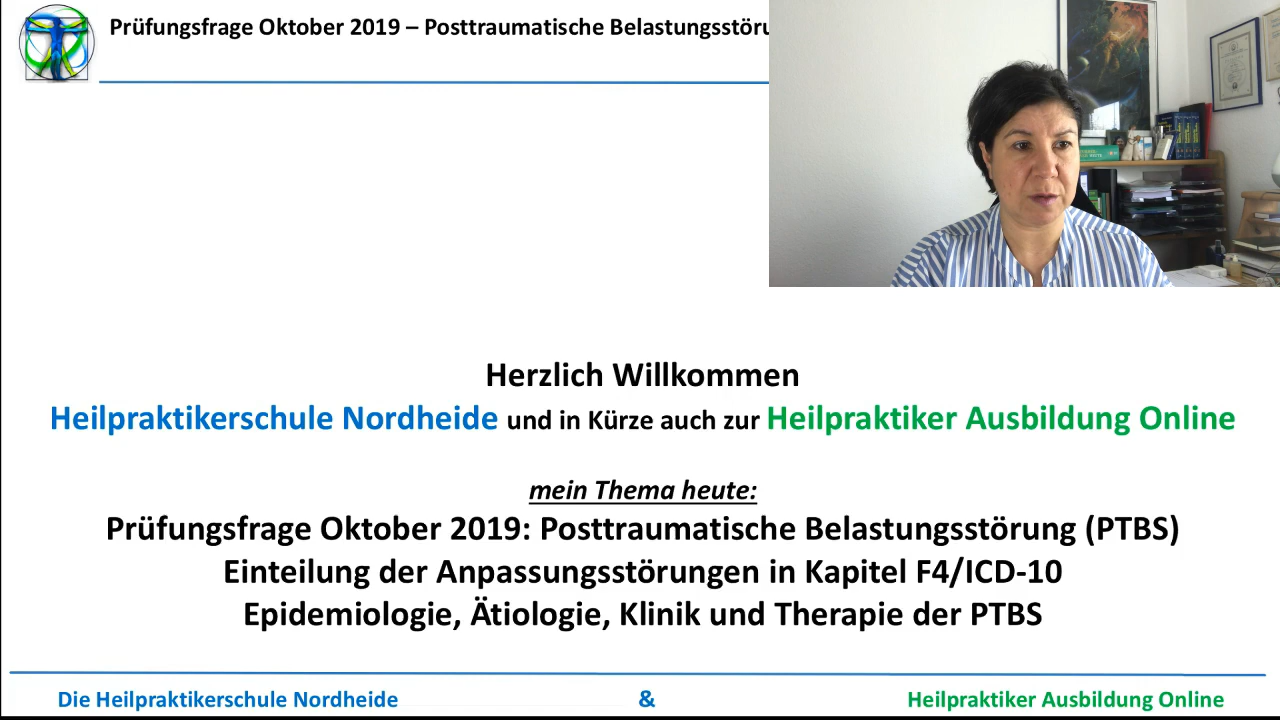 Prüfungsfrage Oktober 2019 – Posttraumatische Belastungsstöru
Herzlich Willkommen
Heilpraktikerschule Nordheide und in Kürze auch zur Heilpraktiker Ausbildung Online
mein Thema heute:
Prüfungsfrage Oktober 2019: Posttraumatische Belastungsstörung (PTBS)
Einteilung der Anpassungsstörungen in Kapitel F4/ICD-10
Epidemiologie, Ätiologie, Klinik und Therapie der PTBS
Die Heilpraktikerschule Nordheide & Heilpraktiker Ausbildung Online